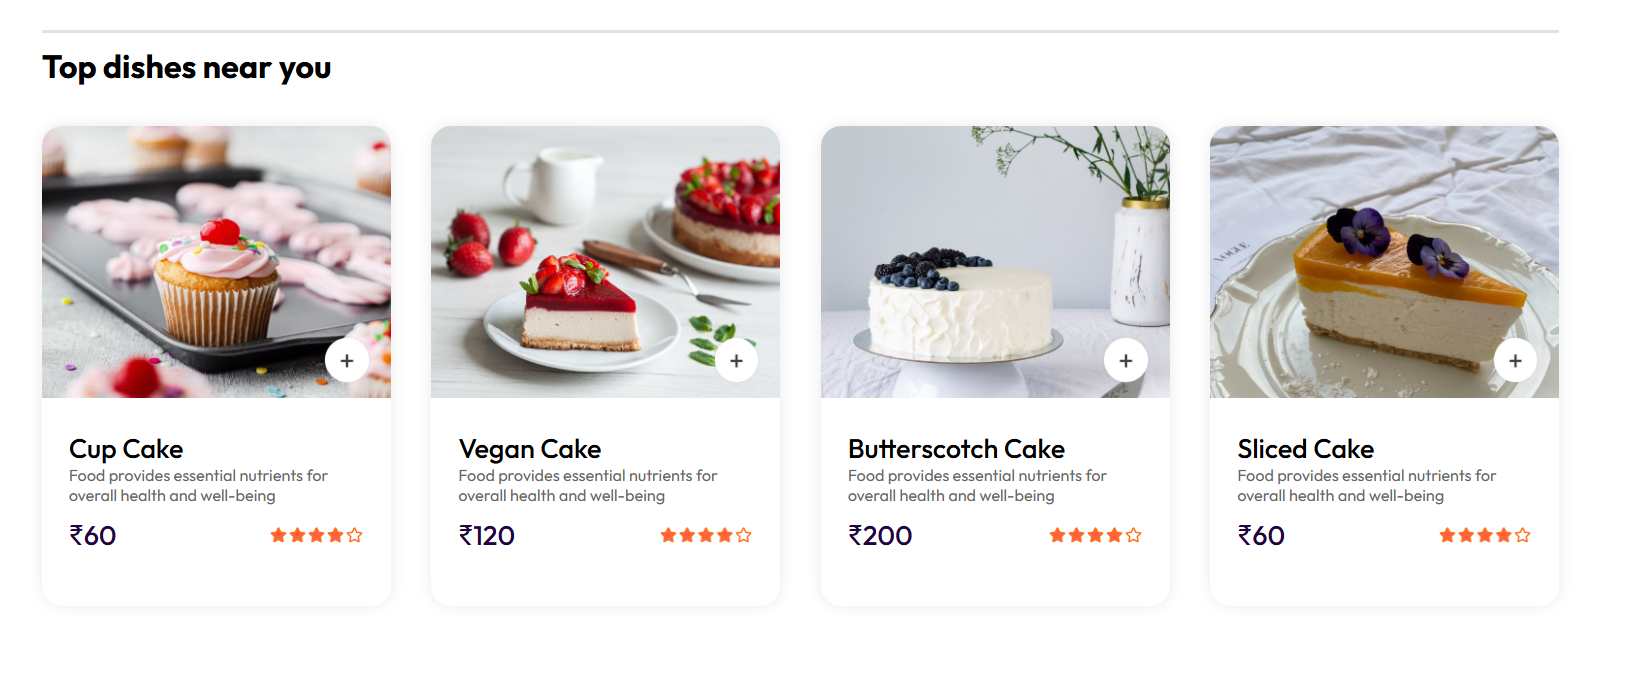 Top dishes near you
VOGUE
Cup Cake
Food provides essential nutrients for
overall health and well-being
₹60
Vegan Cake
Food provides essential nutrients for
overall health and well-being
₹120
Butterscotch Cake
Food provides essential nutrients for
overall health and well-being
₹200
Sliced Cake
Food provides essential nutrients for
overall health and well-being
₹60